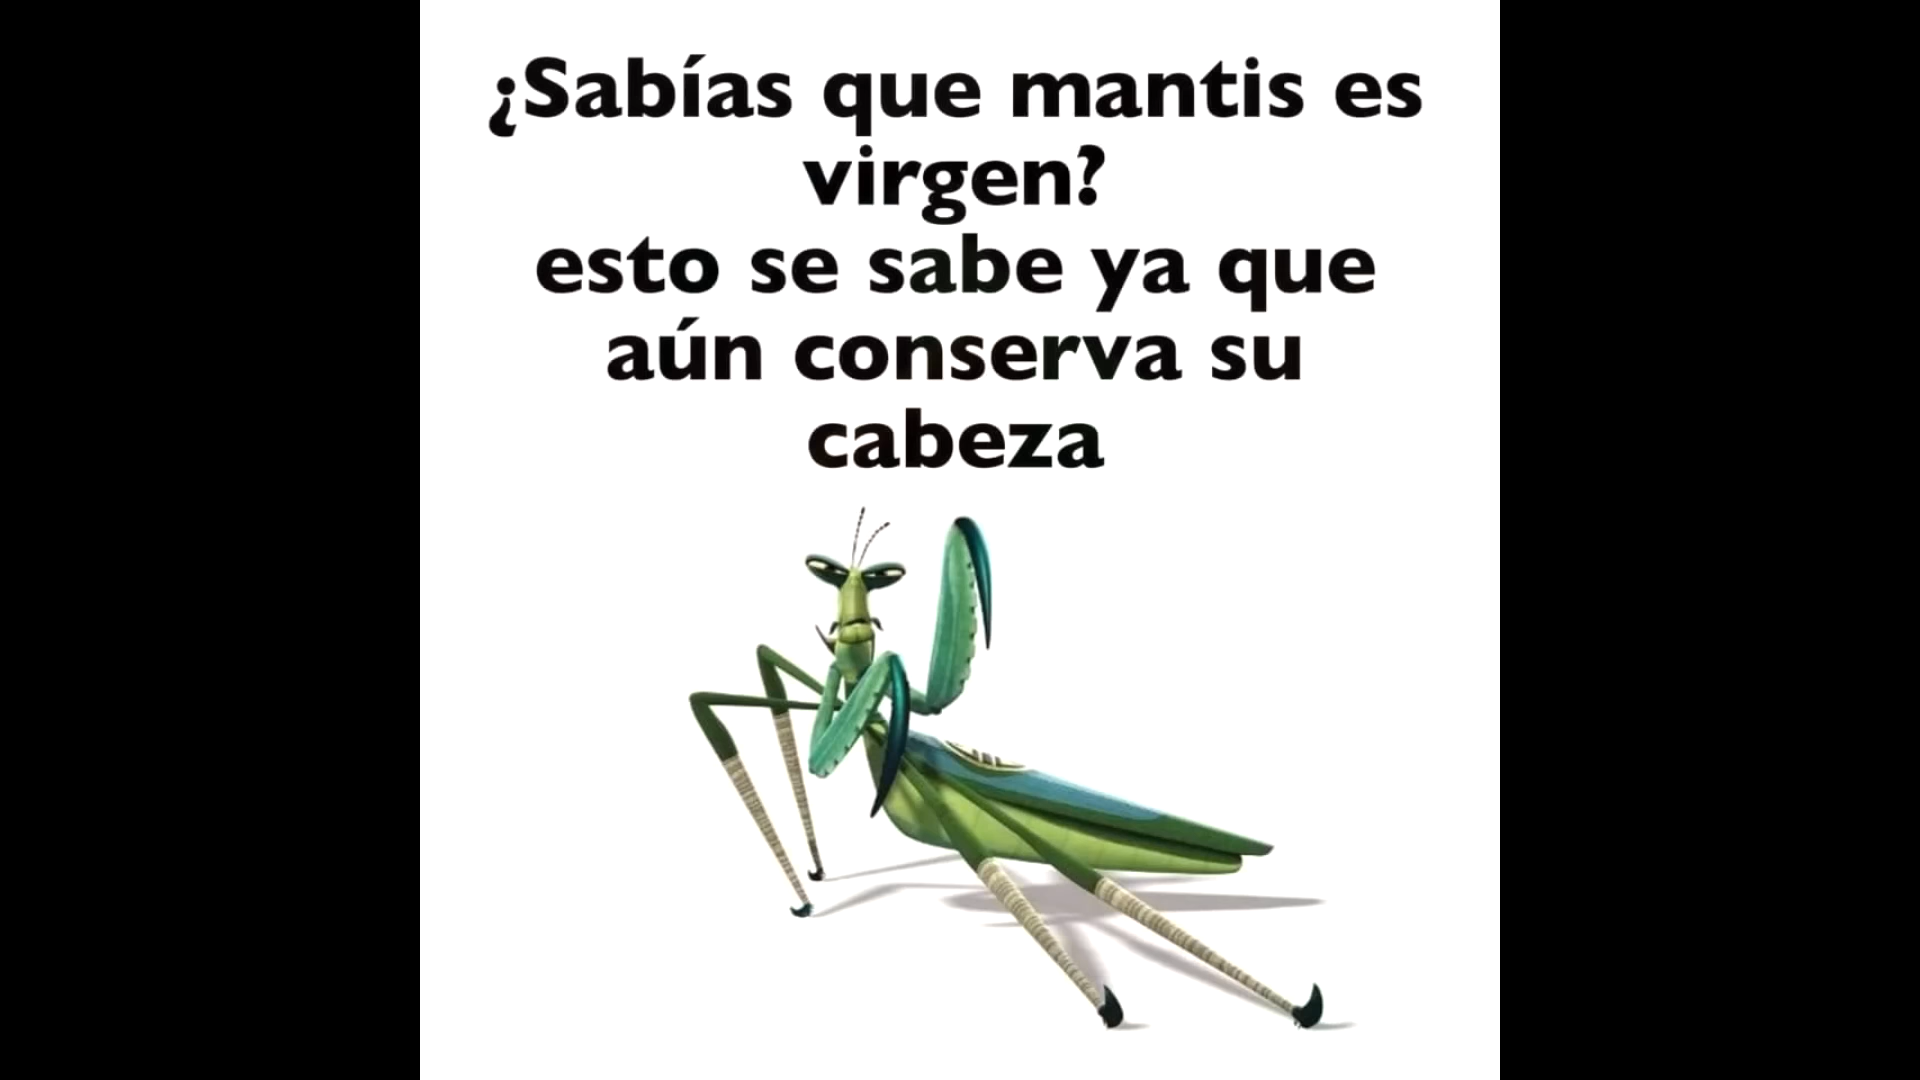 ¿Sabías que mantis es
virgen?
esto se sabe ya que
aún conserva su
cabeza